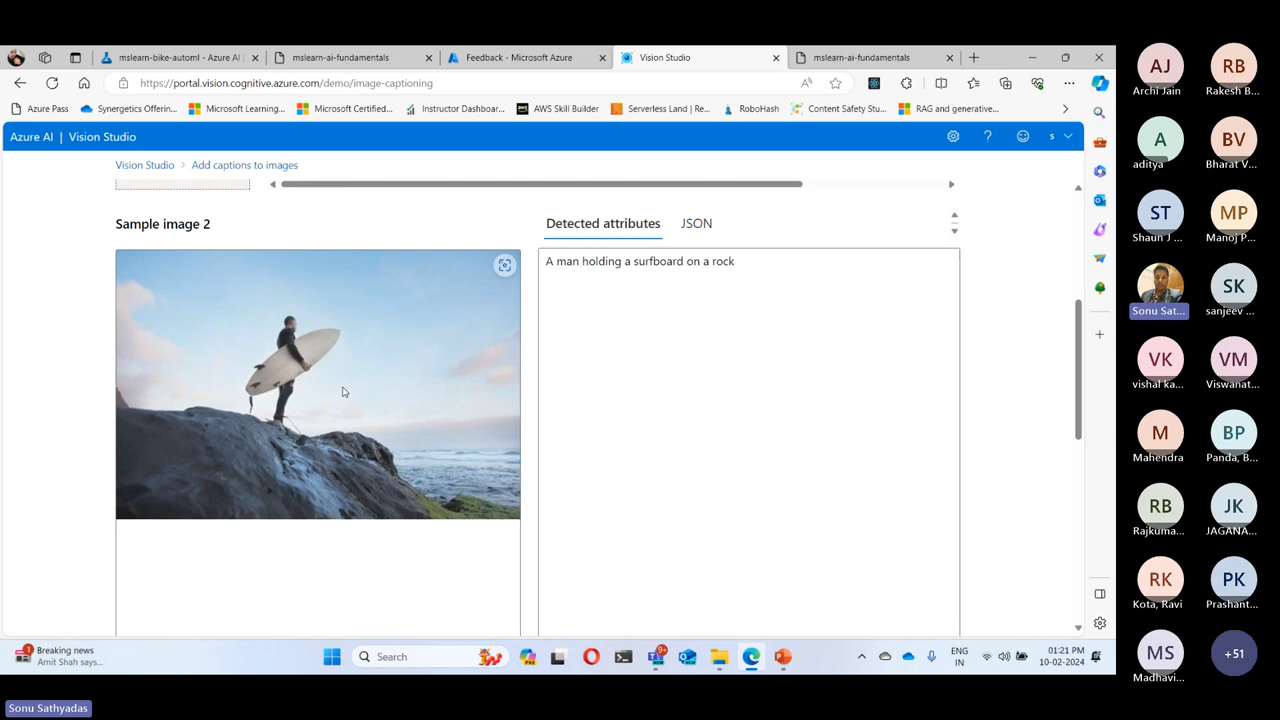 mslearn-bike-automl - Azure AI |
mslearn-ai-fundamentals
Feedback - Microsoft Azure
Vision Studio
mslearn-ai-fundamentals
https://portal.vision.cognitive.azure.com/demo/image-captioning
Azure Pass
Synergetics Offerin...
Microsoft Learning...
Microsoft Certified...
Instructor Dashboar...
AWS Skill Builder
Serverless Land | Re...
RoboHash
Content Safety Stu...
RAG and generative...
Azure AI | Vision Studio
s
Vision Studio > Add captions to images
Sample image 2
Detected attributes
JSON
A man holding a surfboard on a rock
AJ
Archi Jain
RB
Rakesh B...
A
aditya
BV
Bharat V...
ST
Shaun J ...
MP
Manoj P...
Sonu Sat...
SK
sanjeev ...
VK
vishal ka...
VM
Viswanat...
M
Mahendra
BP
Panda, B...
RB
Rajkuma...
JK
JAGANA...
RK
Kota, Ravi
PK
Prashant...
MS
Madhavi...
+51
1
Breaking news
Amit Shah says...
Search
9+
ENG
IN
01:21 PM
10-02-2024
Sonu Sathyadas